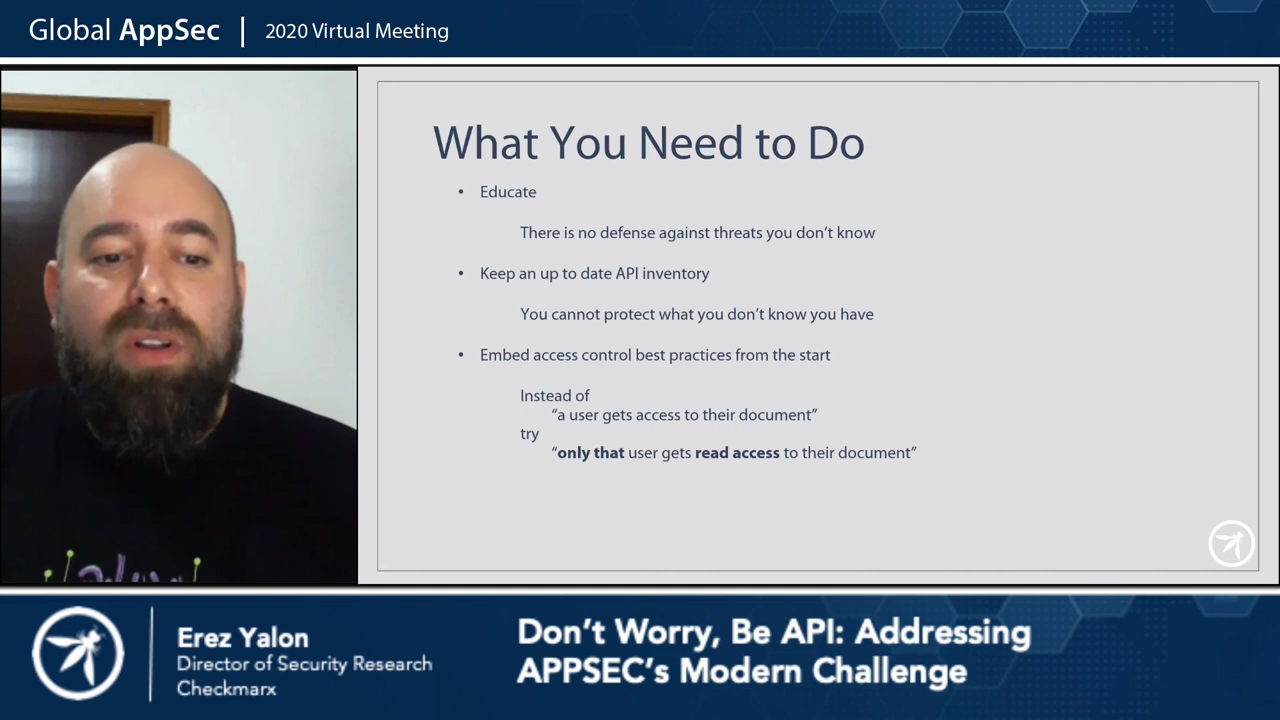 Global AppSec | 2020 Virtual Meeting
What You Need to Do
• Educate
There is no defense against threats you don’t know
• Keep an up to date API inventory
You cannot protect what you don’t know you have
• Embed access control best practices from the start
Instead of
“a user gets access to their document”
try
“only that user gets read access to their document”
Erez Yalon
Director of Security Research
Checkmarx
Don’t Worry, Be API: Addressing
APPSEC’s Modern Challenge